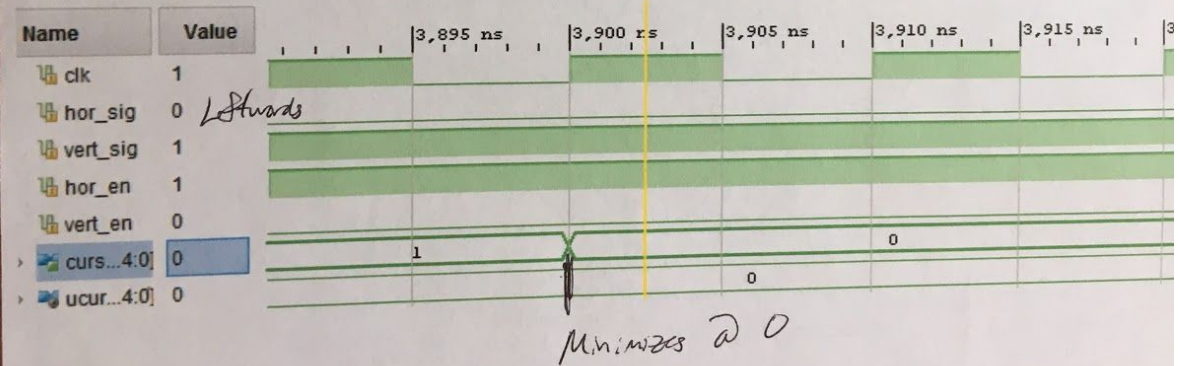 Name Value 3,895 ns 3,900 ns 3,905 ns 3,910 ns 3,915 ns 3
clk 1
hor_sig 0 Leftwards
vert_sig 1
hor_en 1
vert_en 0
curs...4:0] 0 1 0
ucur...4:0] 0 0
Minimizes @ 0